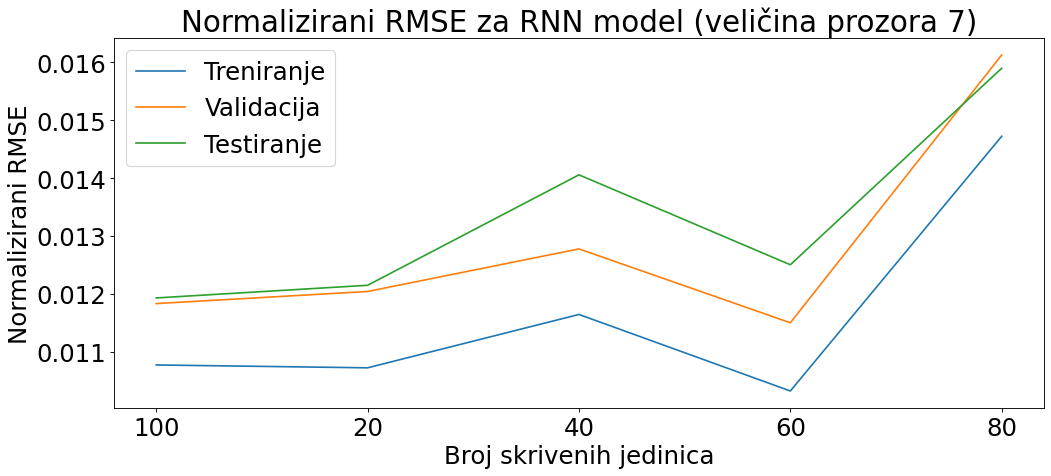 Normalizirani RMSE za RNN model (veličina prozora 7)
Normalizirani RMSE
0.016
0.015
0.014
0.013
0.012
0.011
Treniranje
Validacija
Testiranje
100 20 40 60 80
Broj skrivenih jedinica